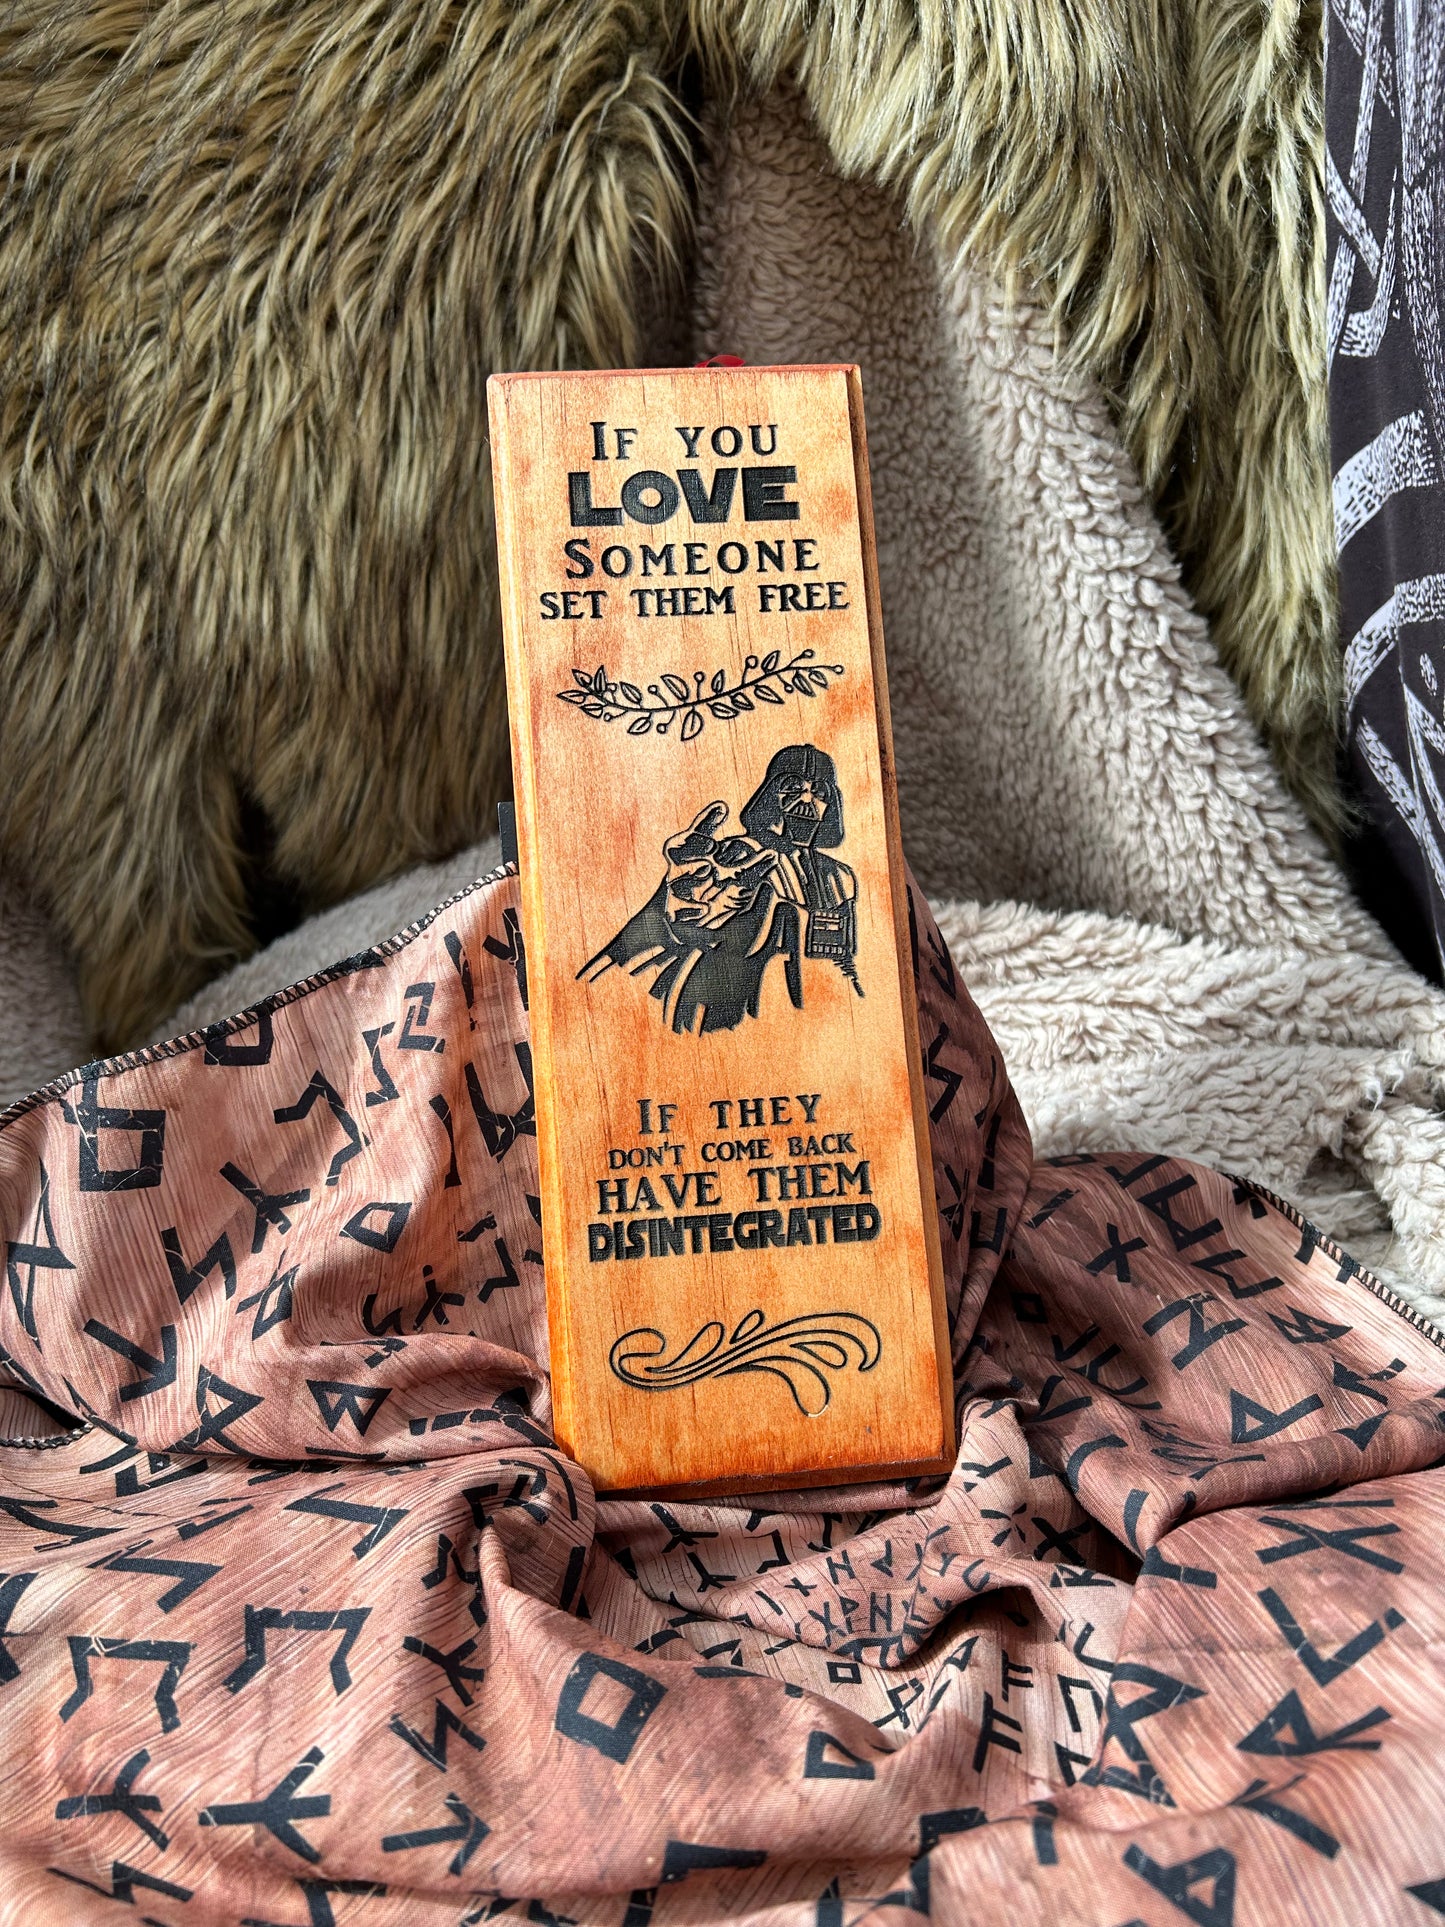 If you
LOVE
Someone
set them free
If they
don't come back
have them
DISINTEGRATED